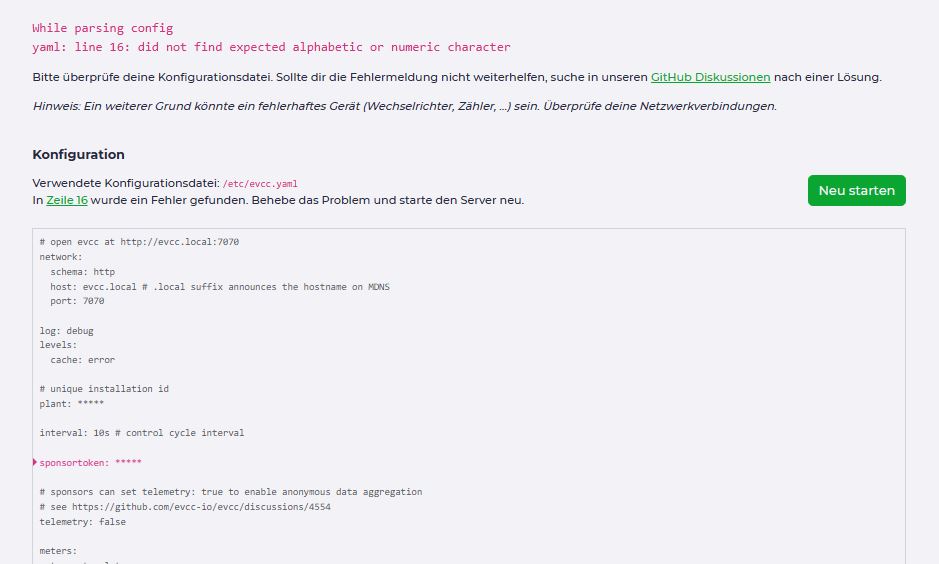 While parsing config
yaml: line 16: did not find expected alphabetic or numeric character
Bitte überprüfe deine Konfigurationsdatei. Sollte dir die Fehlermeldung nicht weiterhelfen, suche in unseren GitHub Diskussionen nach einer Lösung.
Hinweis: Ein weiterer Grund könnte ein fehlerhaftes Gerät (Wechselrichter, Zähler, ...) sein. Überprüfe deine Netzwerkverbindungen.
Konfiguration
Verwendete Konfigurationsdatei: /etc/evcc.yaml
In Zeile 16 wurde ein Fehler gefunden. Behebe das Problem und starte den Server neu.
Neu starten
# open evcc at http://evcc.local:7070
network:
  schema: http
  host: evcc.local # .local suffix announces the hostname on MDNS
  port: 7070
log: debug
levels:
  cache: error
# unique installation id
plant: *****
interval: 10s # control cycle interval
sponsortoken: *****
# sponsors can set telemetry: true to enable anonymous data aggregation
# see https://github.com/evcc-io/evcc/discussions/4554
telemetry: false
meters: